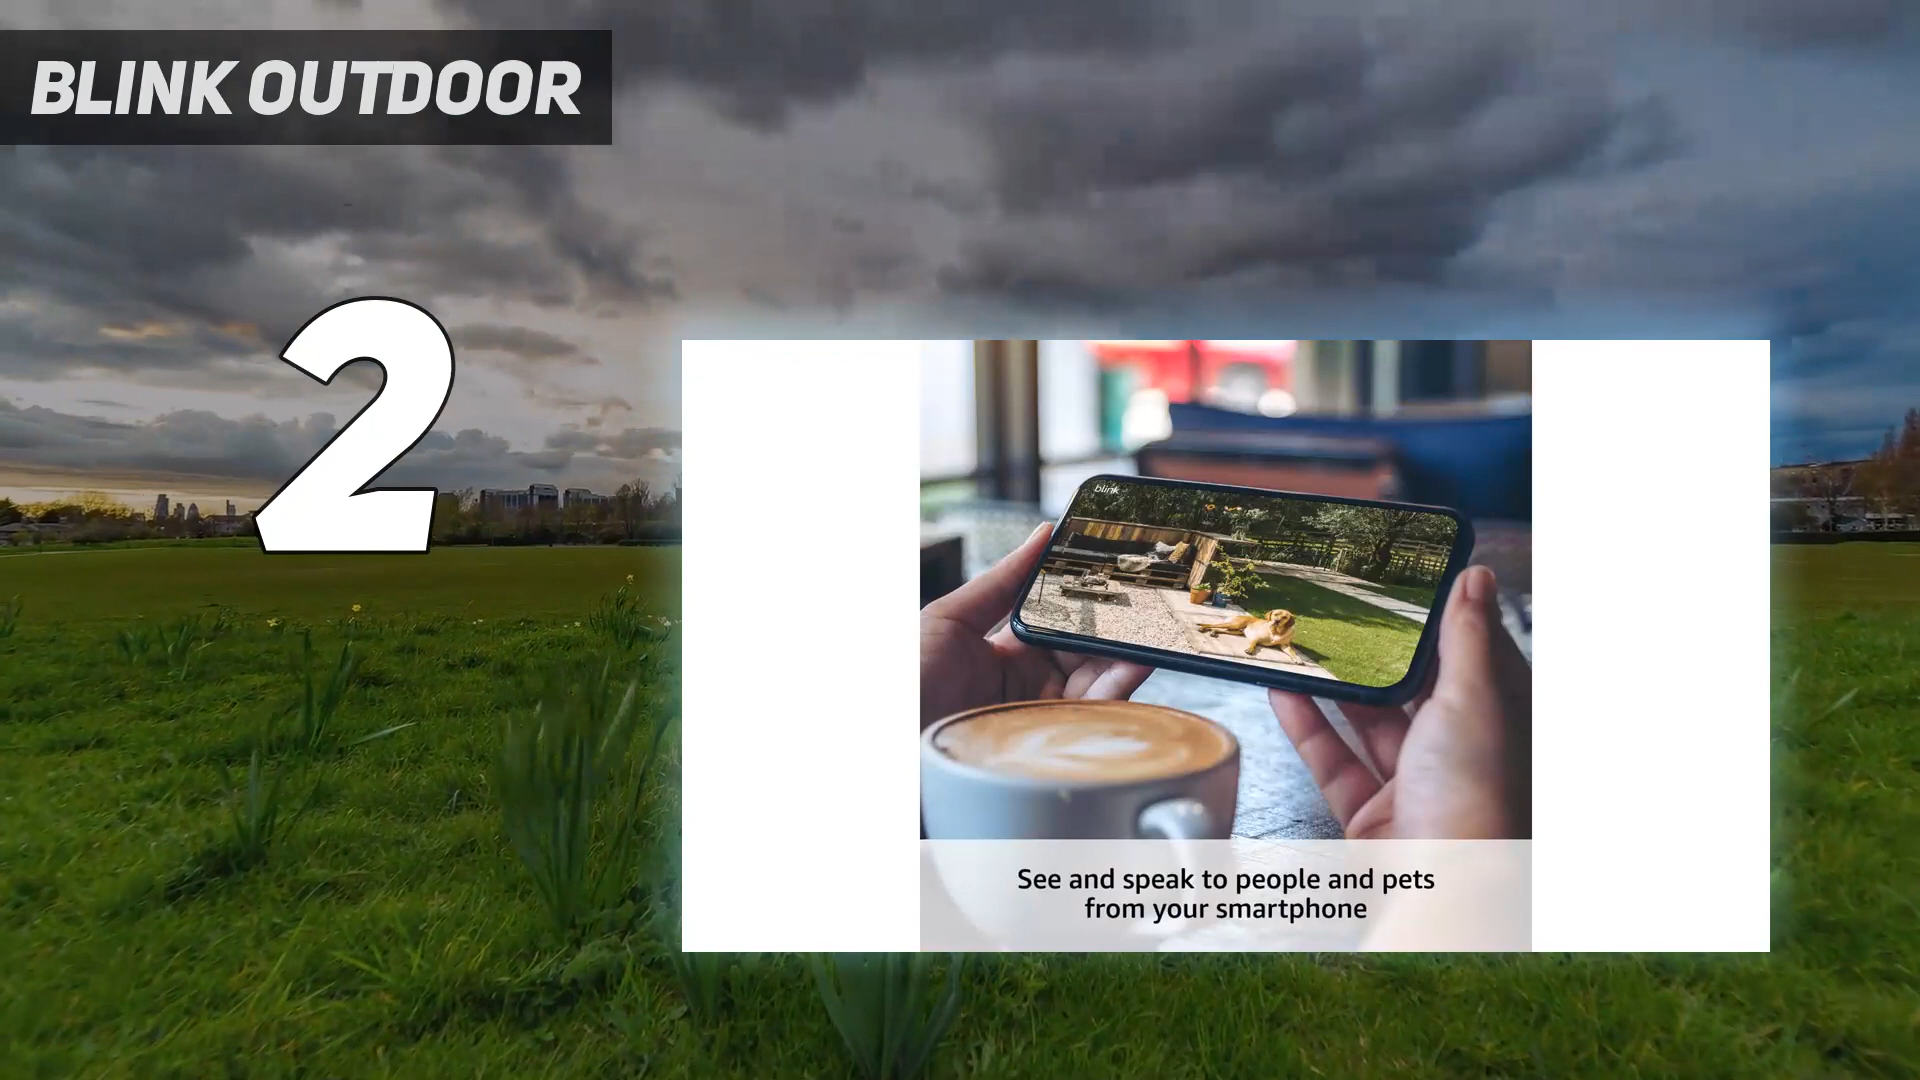 BLINK OUTDOOR
2
blink
See and speak to people and pets
from your smartphone